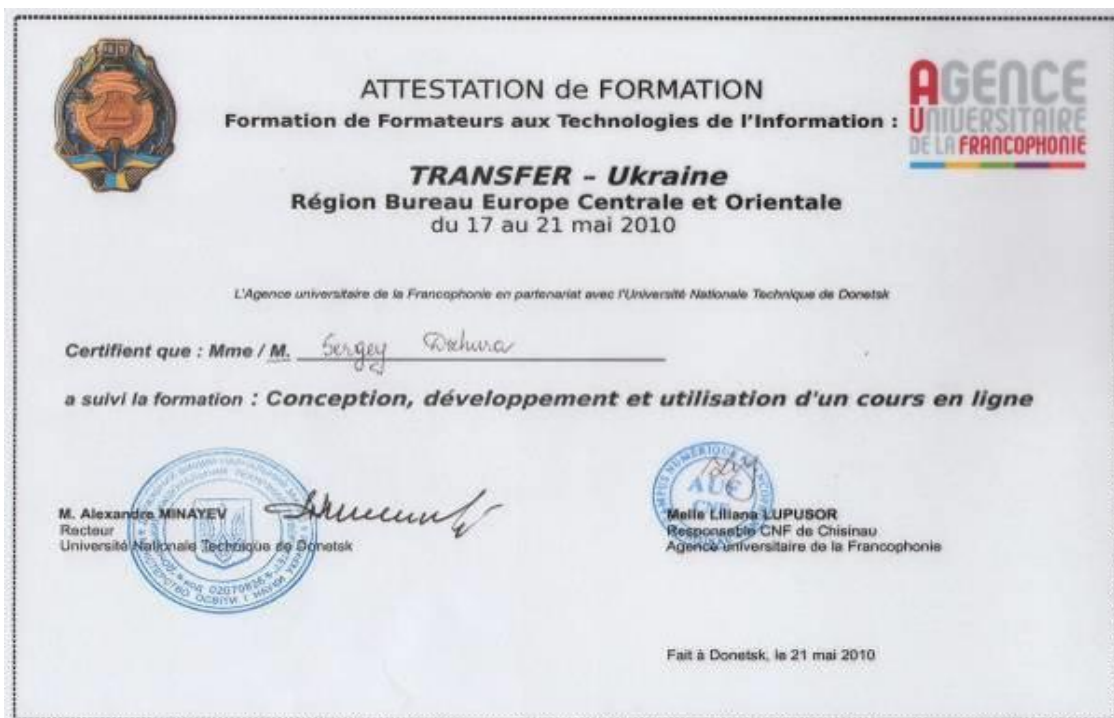 ATTESTATION de FORMATION
Formation de Formateurs aux Technologies de l'Information :
AGENCE
UNIVERSITAIRE
DE LA FRANCOPHONIE
TRANSFER – Ukraine
Région Bureau Europe Centrale et Orientale
du 17 au 21 mai 2010
L'Agence universitaire de la Francophonie en partenariat avec l'Université Nationale Technique de Donetsk
Certifient que : Mme / M. Sergey
a suivi la formation : Conception, développement et utilisation d'un cours en ligne
M. Alexandre MINAYEV
Recteur
Université Nationale Technique de Donetsk
МІНІСТЕРСТВО ОСВІТИ І НАУКИ
AUF
CNF
Melle Liliana LUPUSOR
Responsable CNF de Chisinau
Agence universitaire de la Francophonie
Fait à Donetsk, le 21 mai 2010